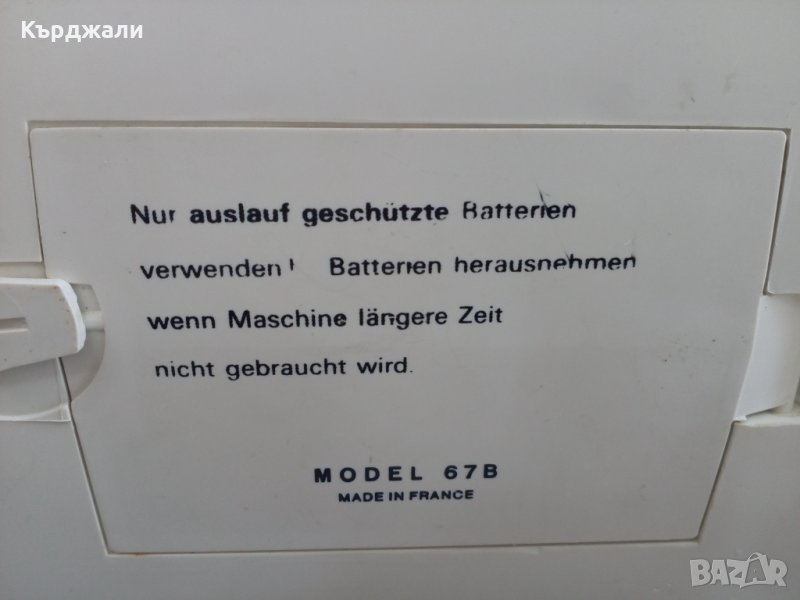 Кърджали
Nur auslauf geschützte Batterien
verwenden! Batterien herausnehmen
wenn Maschine längere Zeit
nicht gebraucht wird.
MODEL 67B
MADE IN FRANCE
BAZAR